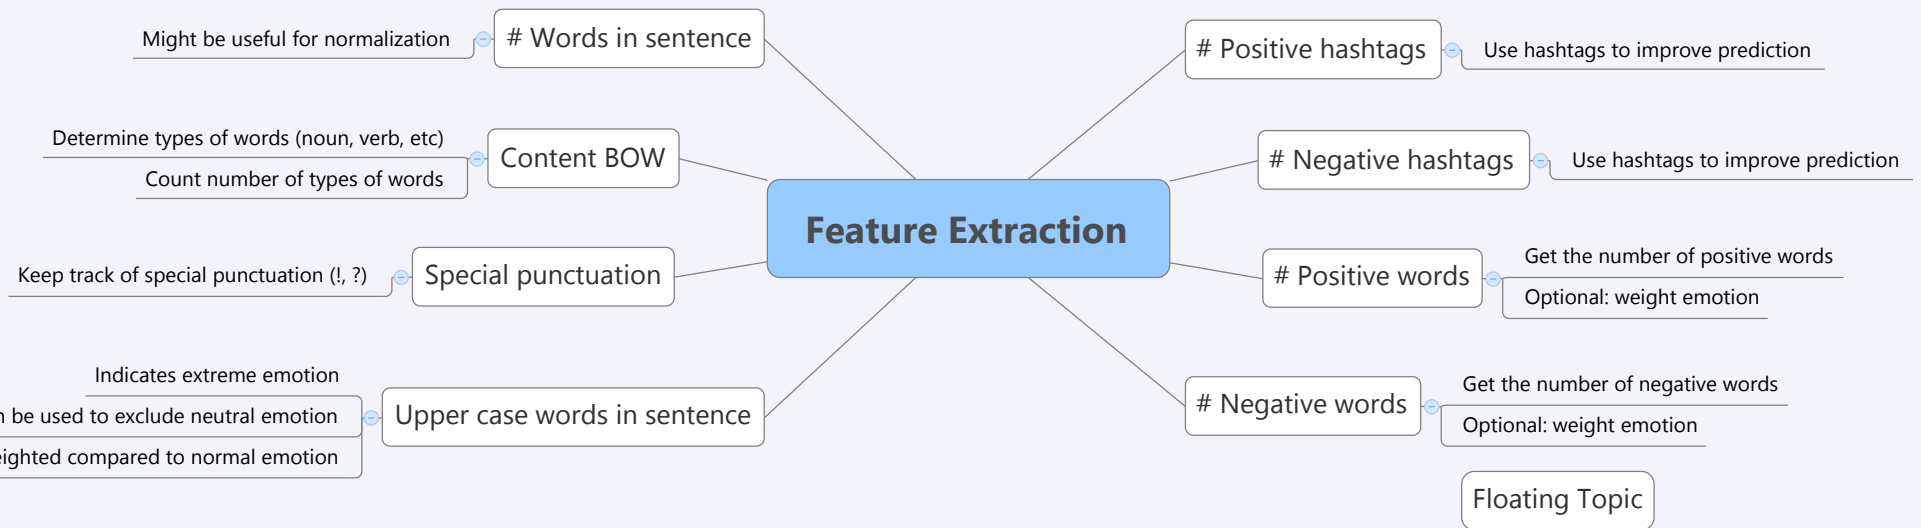 Might be useful for normalization
# Words in sentence
Determine types of words (noun, verb, etc)
Count number of types of words
Content BOW
Keep track of special punctuation (!, ?)
Special punctuation
Indicates extreme emotion
be used to exclude neutral emotion
compared to normal emotion
Upper case words in sentence
Feature Extraction
# Positive hashtags
Use hashtags to improve prediction
# Negative hashtags
Use hashtags to improve prediction
# Positive words
Get the number of positive words
Optional: weight emotion
# Negative words
Get the number of negative words
Optional: weight emotion
Floating Topic